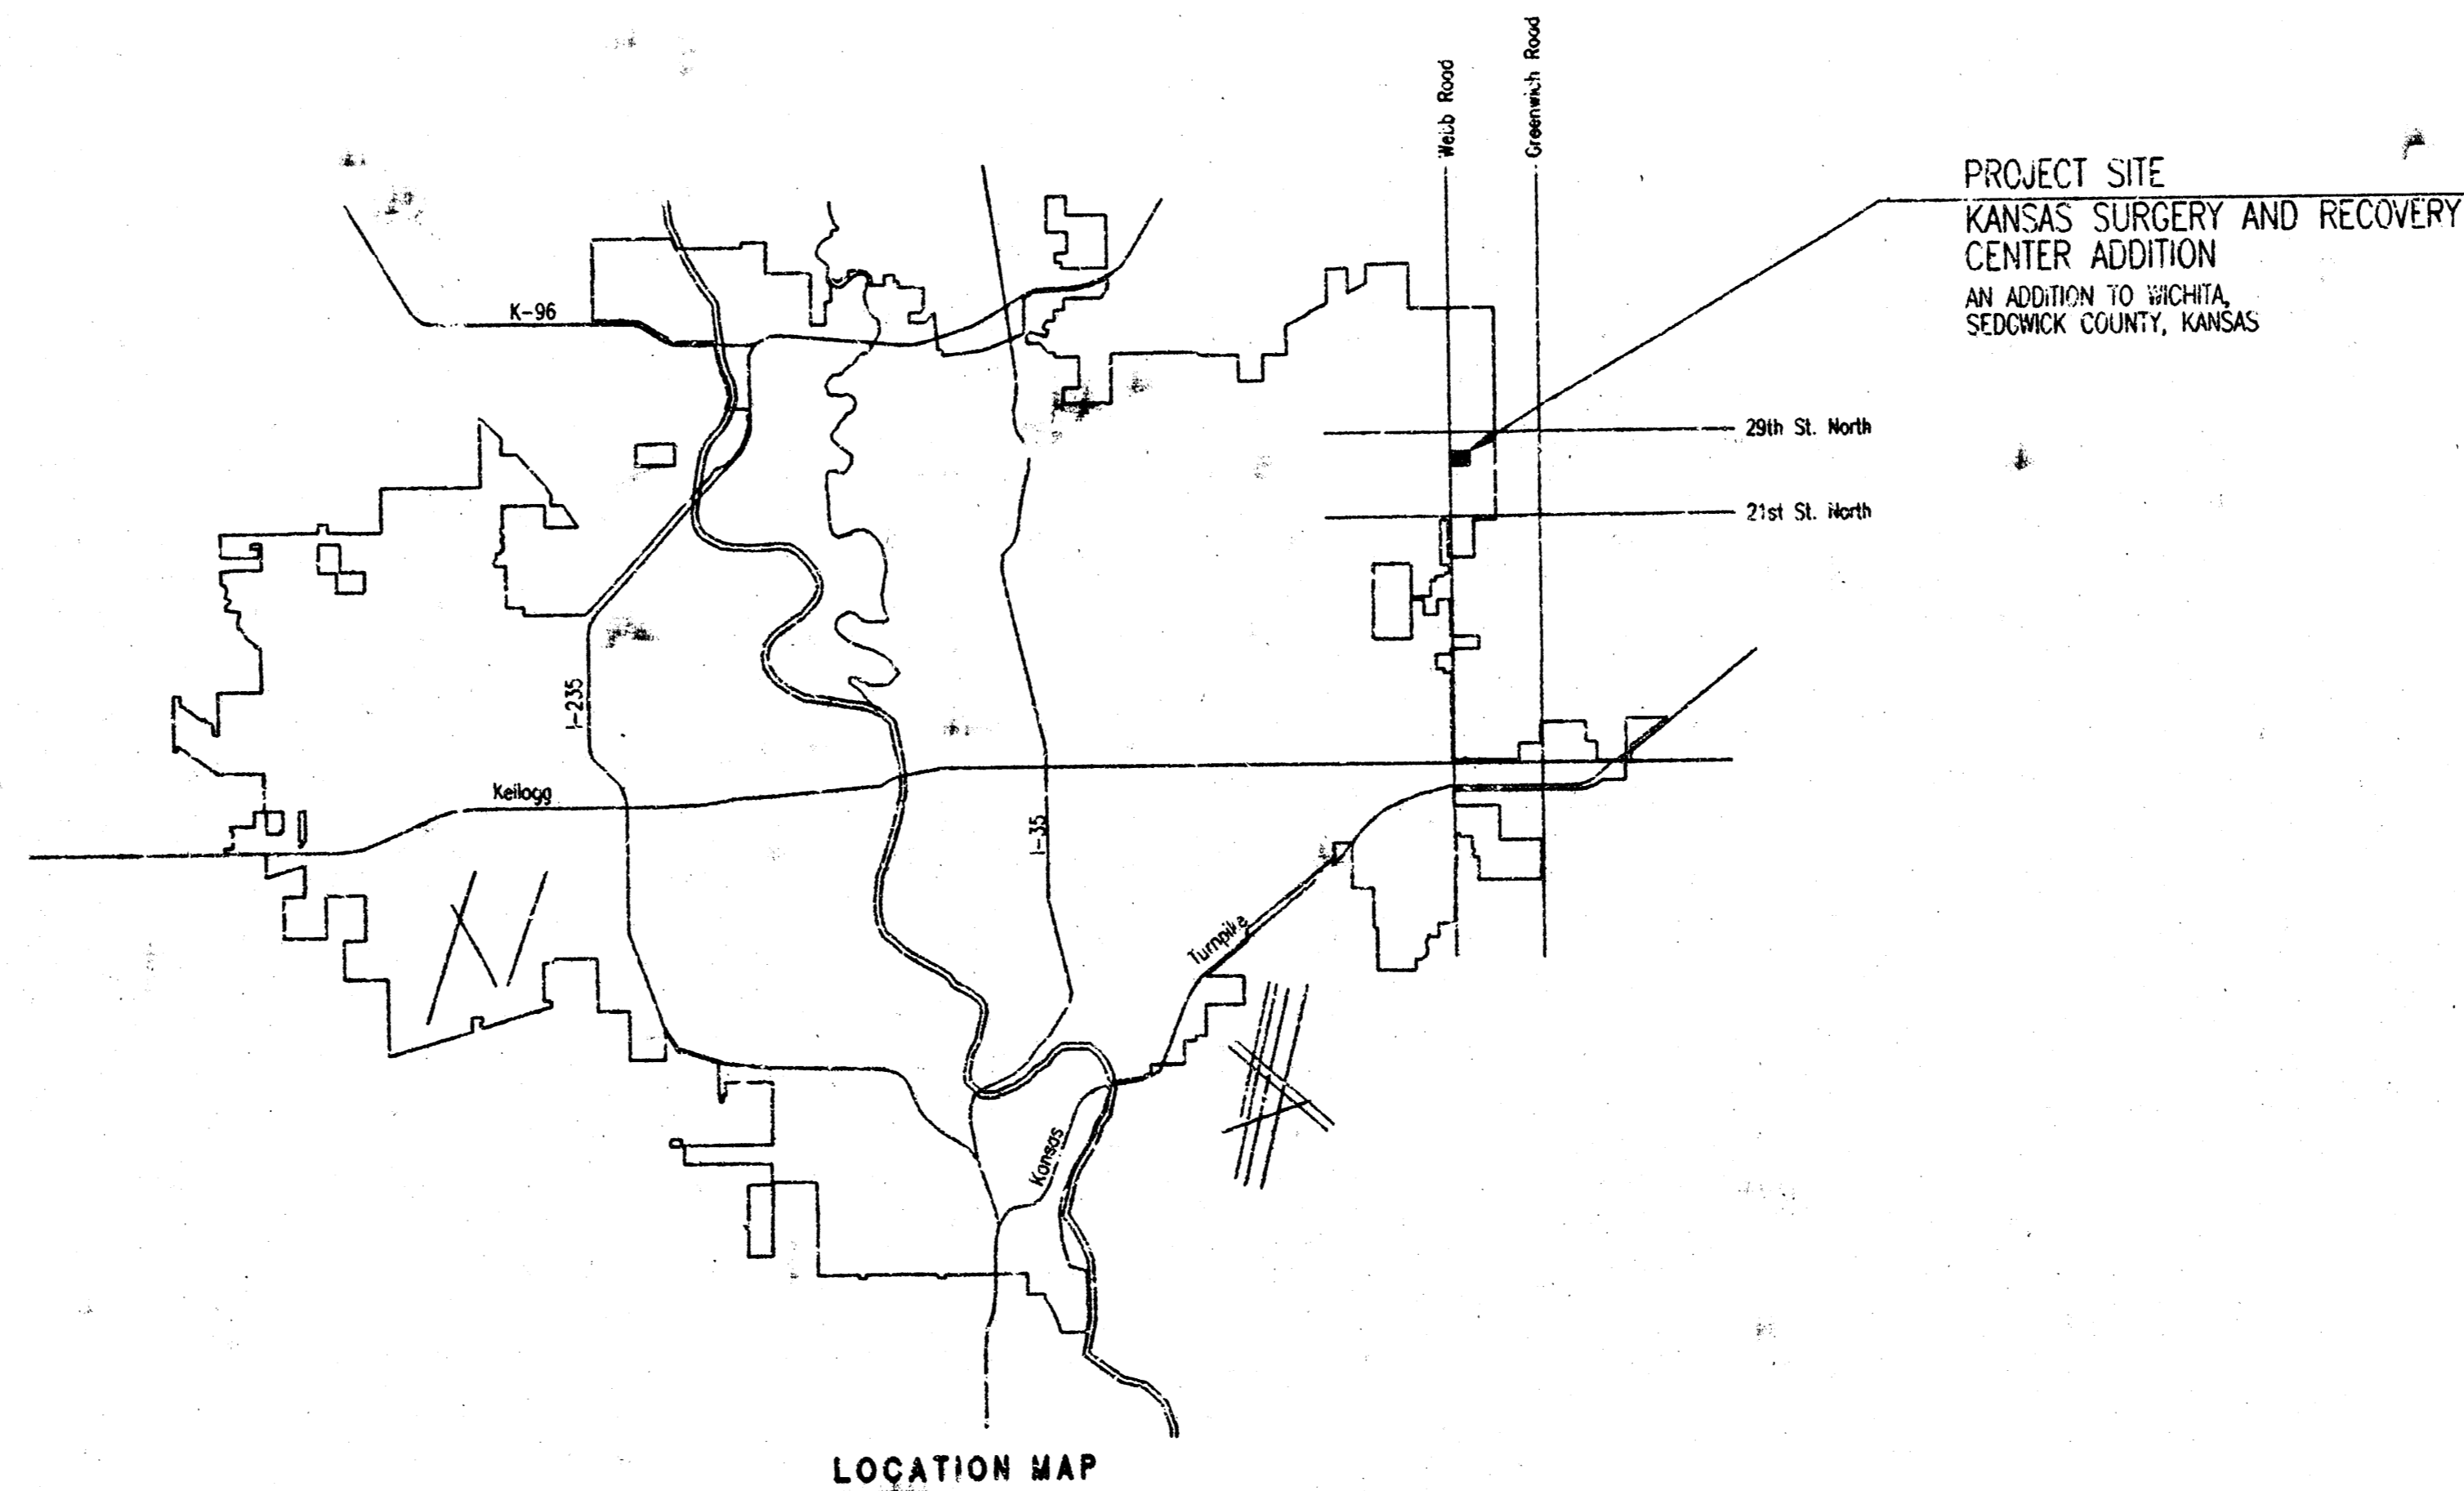 Webb Road
Greenwich Road
PROJECT SITE
KANSAS SURGERY AND RECOVERY
CENTER ADDITION
AN ADDITION TO WICHITA,
SEDGWICK COUNTY, KANSAS
K-96
29th St. North
21st St. North
I-235
Kellogg
I-35
Turnpike
Kansas
LOCATION MAP